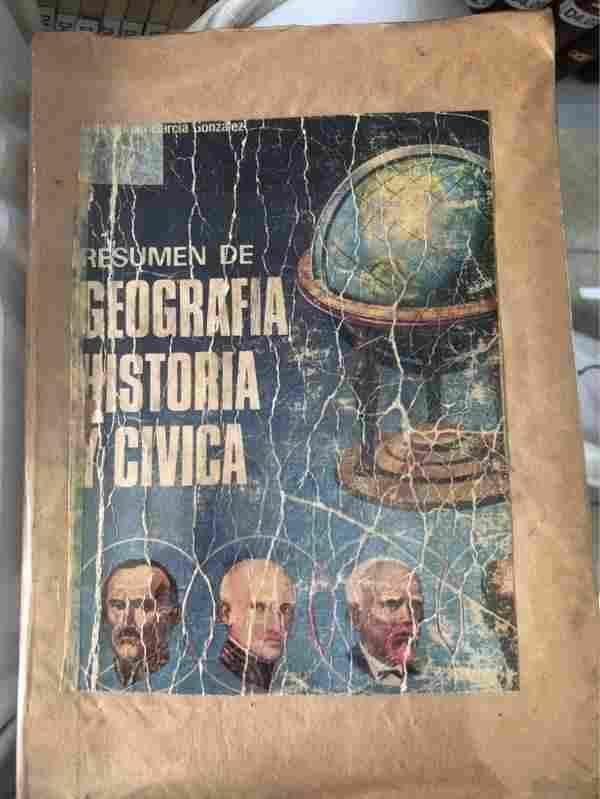 García González
RESUMEN DE
GEOGRAFIA
HISTORIA
Y CIVICA